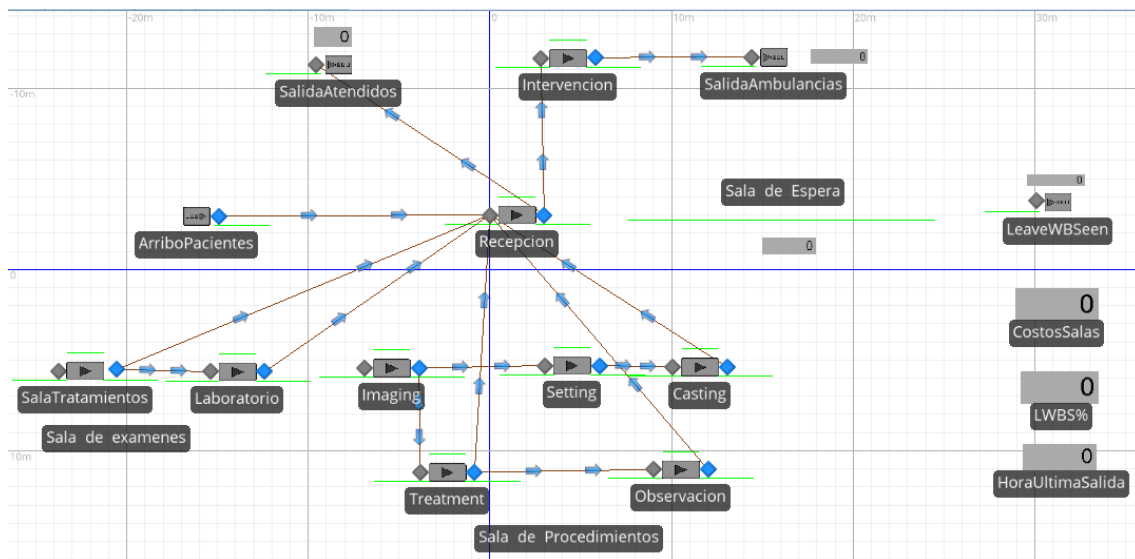 -20m
-10m
0
10m
20m
30m
0
0
SalidaAtendidos
Intervencion
SalidaAmbulancias
-10m
Sala de Espera
0
ArriboPacientes
Recepcion
0
LeaveWBSeen
0
0
CostosSalas
SalaTratamientos
Laboratorio
Imaging
Setting
Casting
0
LWBS%
Sala de examenes
10m
0
HoraUltimaSalida
Treatment
Observacion
Sala de Procedimientos